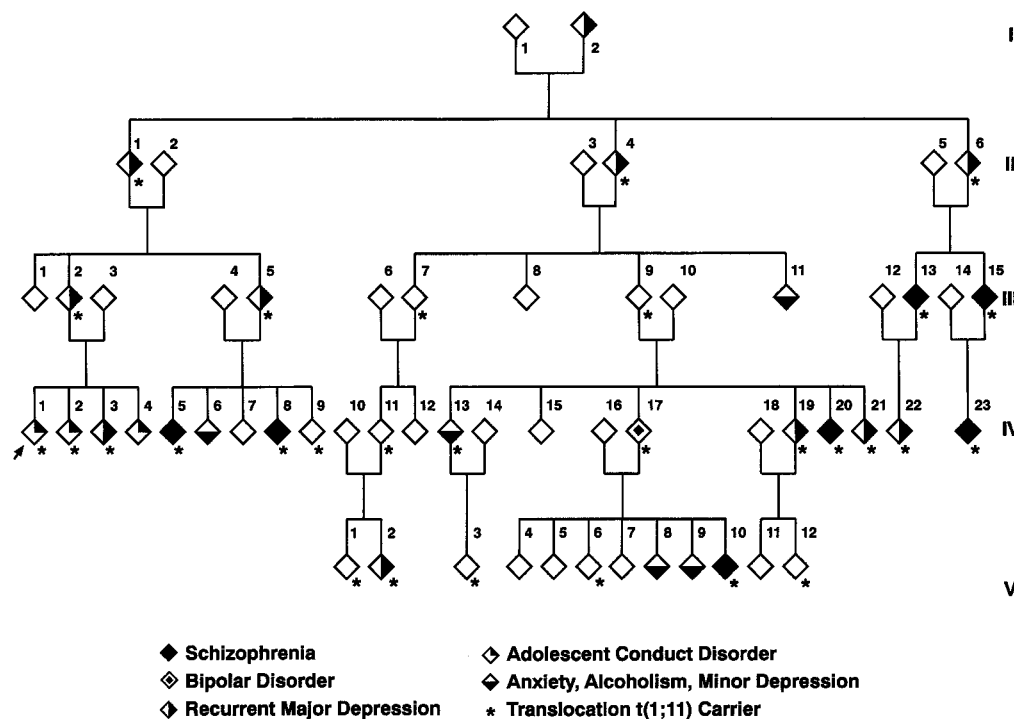 1 2
1 2 3 4 5 6 II
* * *
1 2 3 4 5 6 7 8 9 10 11 12 13 14 15 III
* * * * * *
1 2 3 4 5 6 7 8 9 10 11 12 13 14 15 16 17 18 19 20 21 22 23 IV
* * * * * * * * * * * * * *
1 2 3 4 5 6 7 8 9 10 11 12 V
* * * * * *
Schizophrenia
Bipolar Disorder
Recurrent Major Depression
Adolescent Conduct Disorder
Anxiety, Alcoholism, Minor Depression
* Translocation t(1;11) Carrier